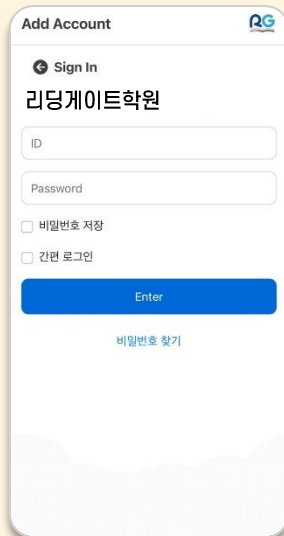 Add Account
RG
Sign In
리딩게이트학원
ID
Password
비밀번호 저장
간편 로그인
Enter
비밀번호 찾기